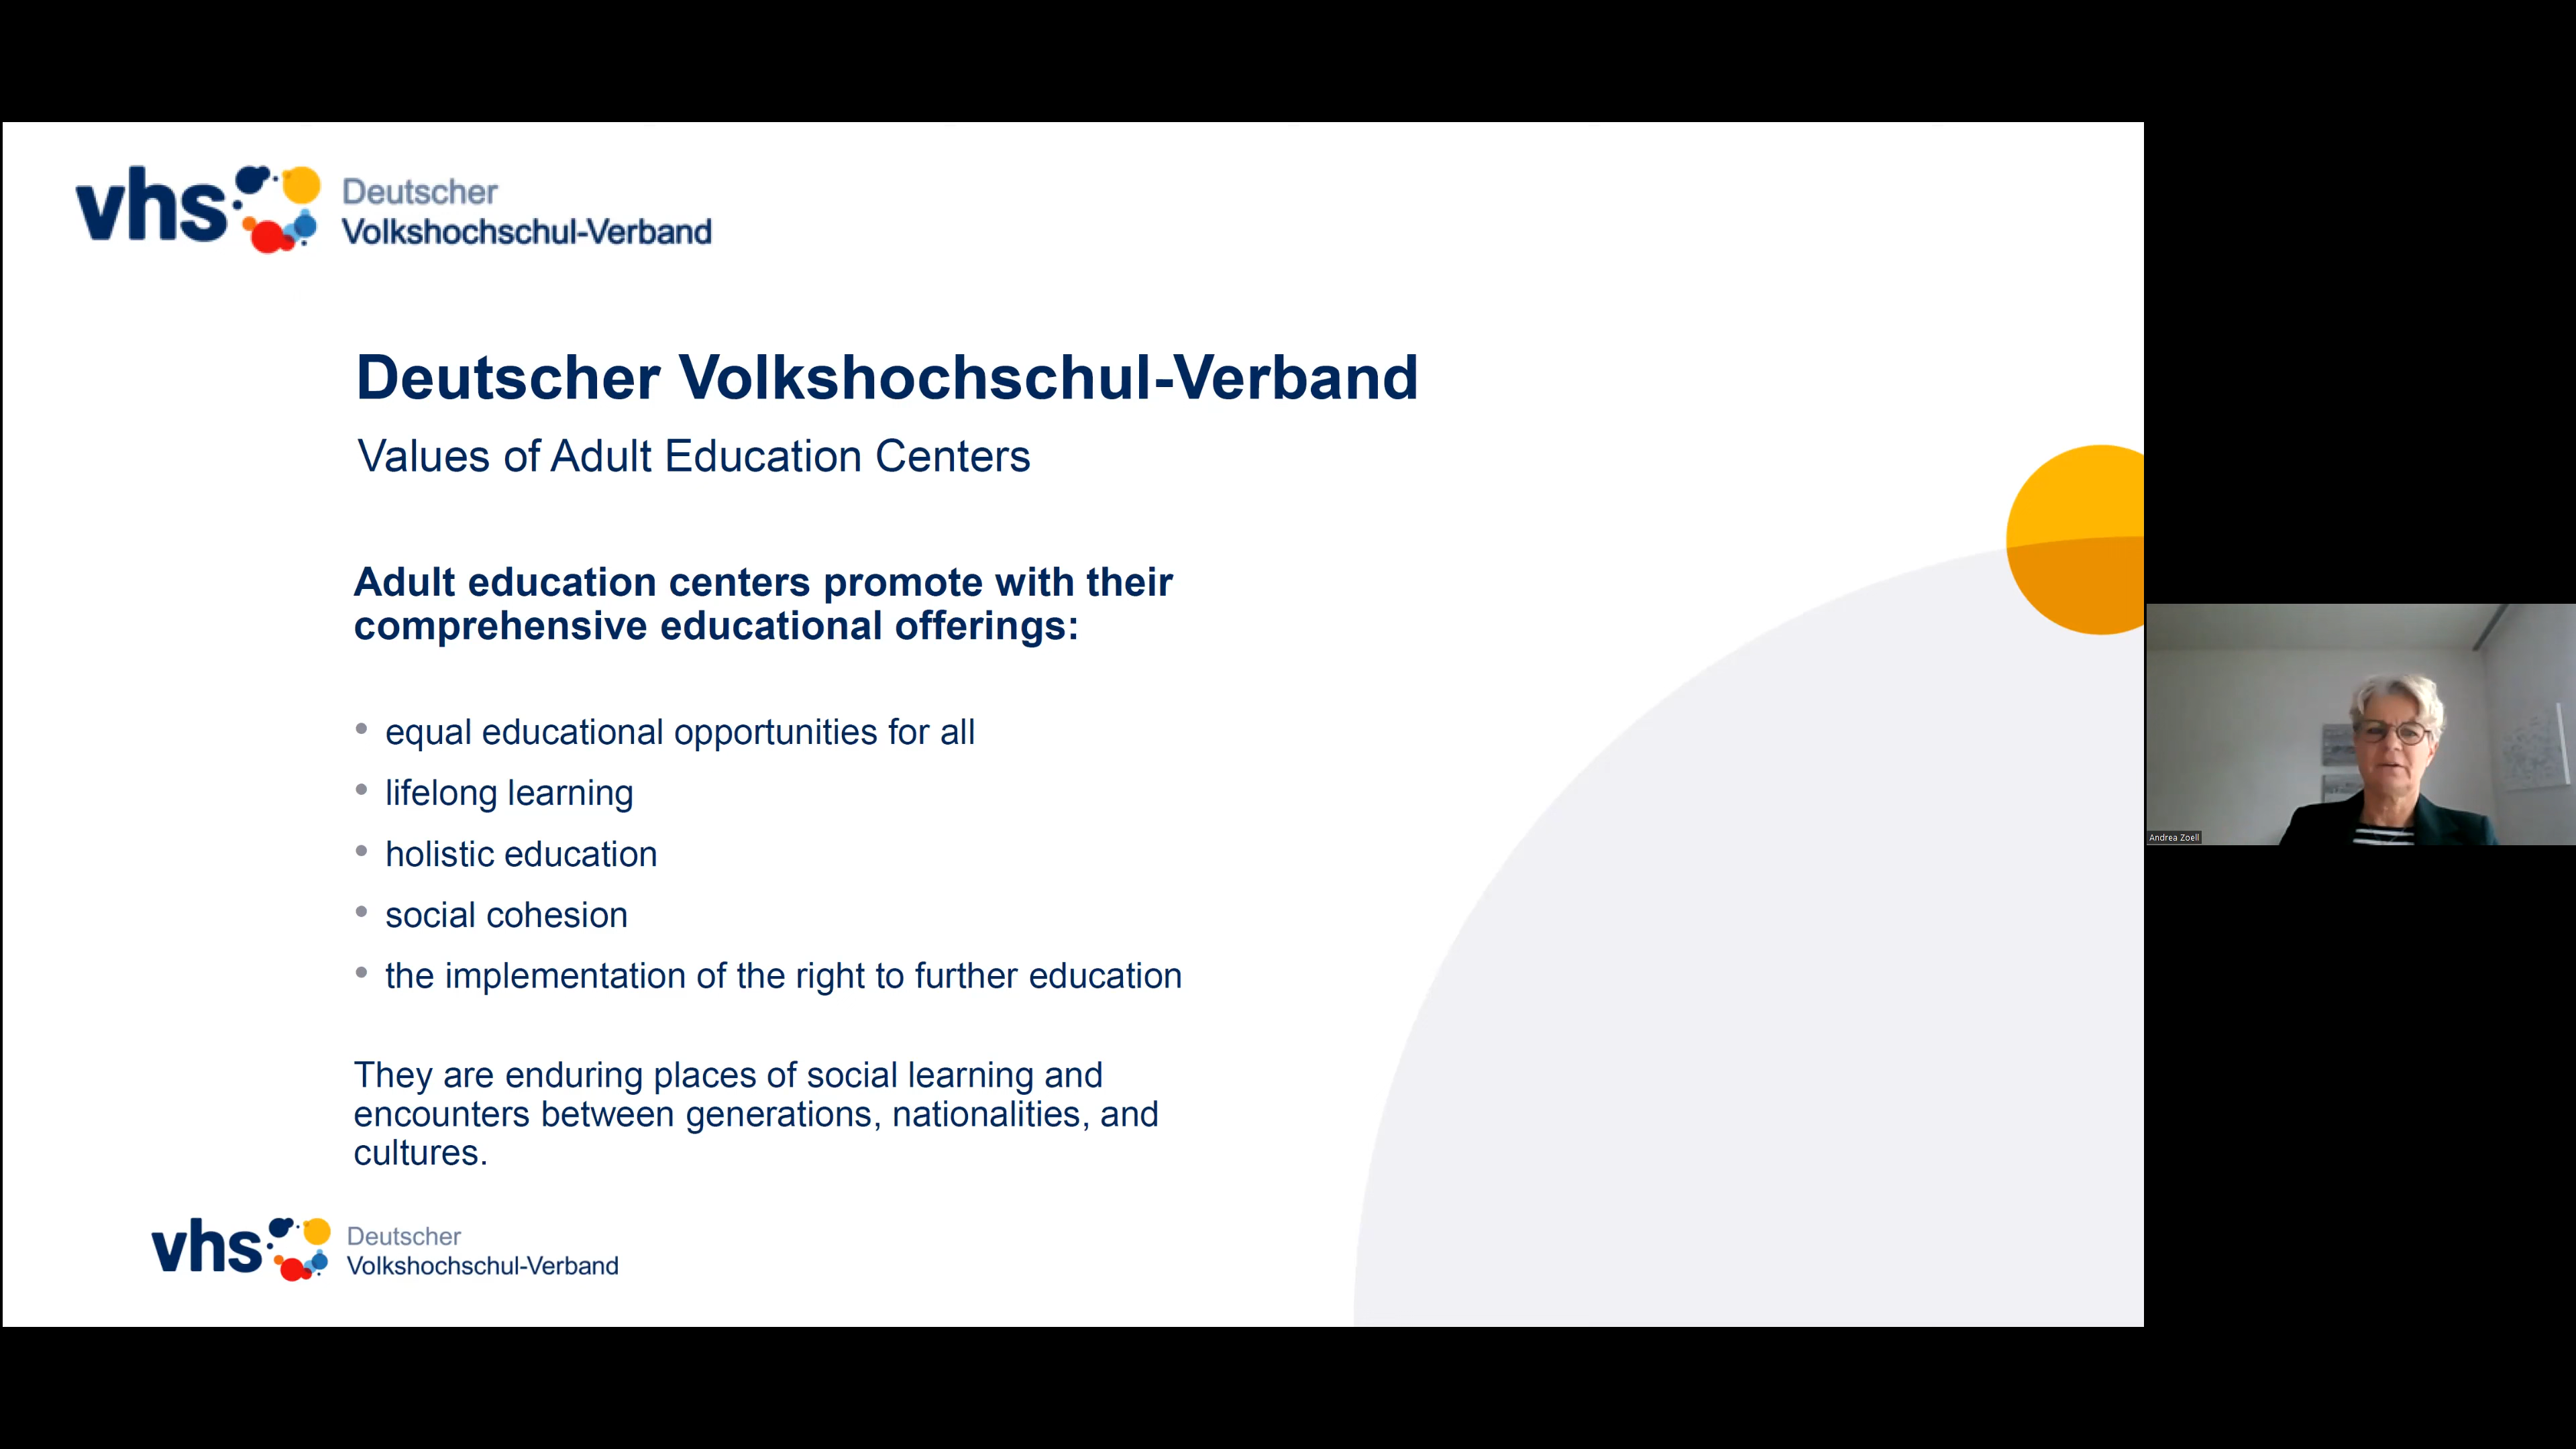 vhs Deutscher
Volkshochschul-Verband
Deutscher Volkshochschul-Verband
Values of Adult Education Centers
Adult education centers promote with their
comprehensive educational offerings:
• equal educational opportunities for all
• lifelong learning
• holistic education
• social cohesion
• the implementation of the right to further education
They are enduring places of social learning and
encounters between generations, nationalities, and
cultures.
vhs Deutscher
Volkshochschul-Verband
Andrea Zoell